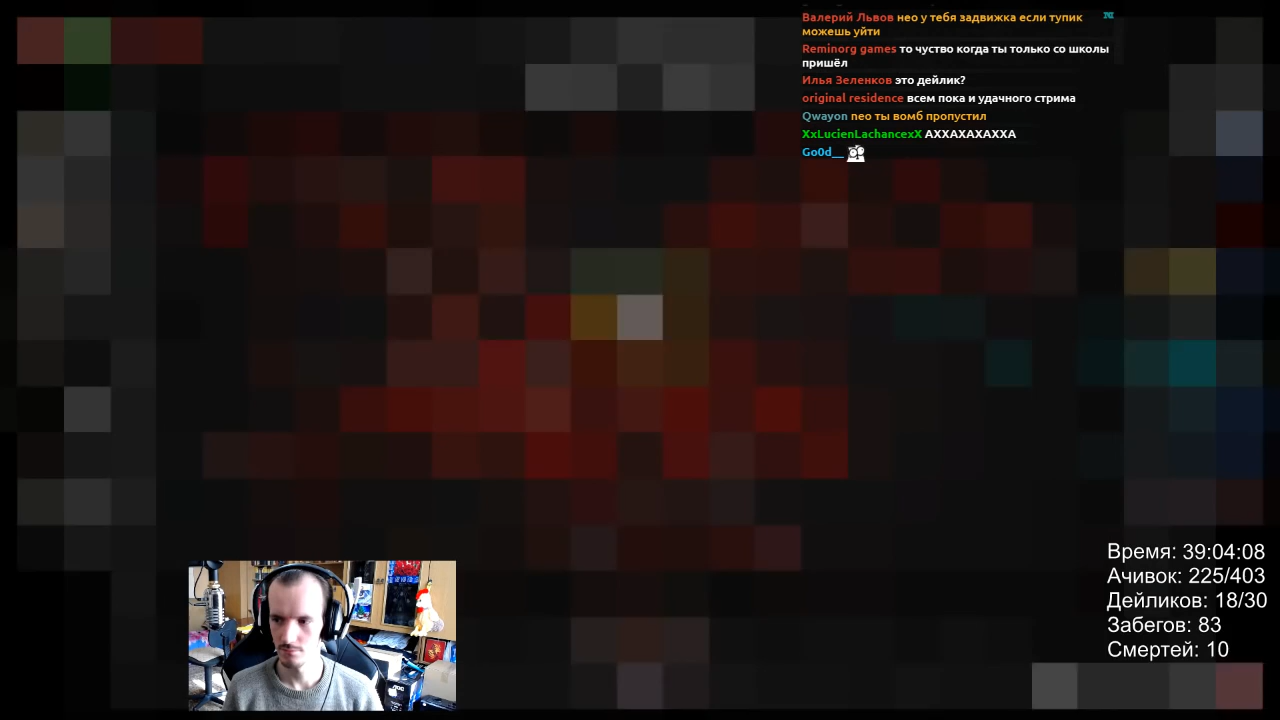 Валерий Львов нео у тебя задвижка если тупик
можешь уйти
Reminorg games то чуство когда ты только со школы
пришёл
Илья Зеленков это дейлик?
original residence всем пока и удачного стрима
Qwayon neo ты вомб пропустил
XxLucienLachancexX АХХАХАХАХХА
Go0d__
Время: 39:04:08
Ачивок: 225/403
Дейликов: 18/30
Забегов: 83
Смертей: 10